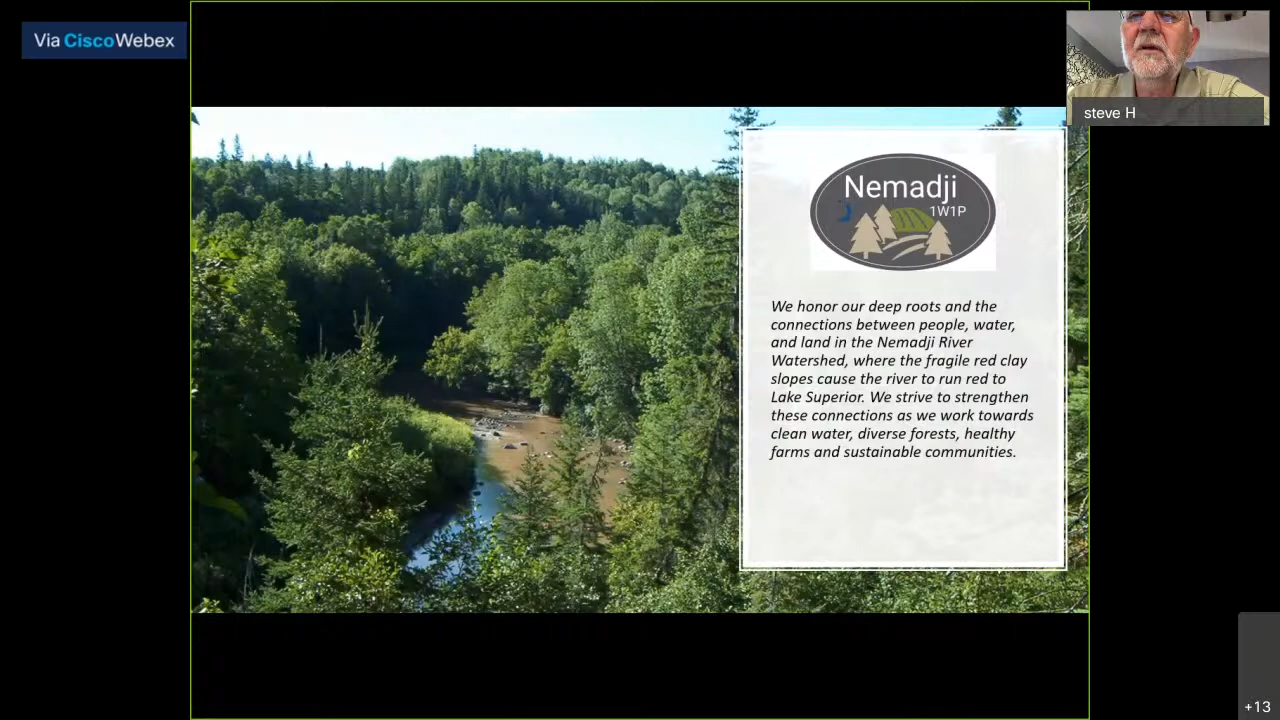 Via CiscoWebex
steve H
Nemadji
1W1P
We honor our deep roots and the
connections between people, water,
and land in the Nemadji River
Watershed, where the fragile red clay
slopes cause the river to run red to
Lake Superior. We strive to strengthen
these connections as we work towards
clean water, diverse forests, healthy
farms and sustainable communities.
+13